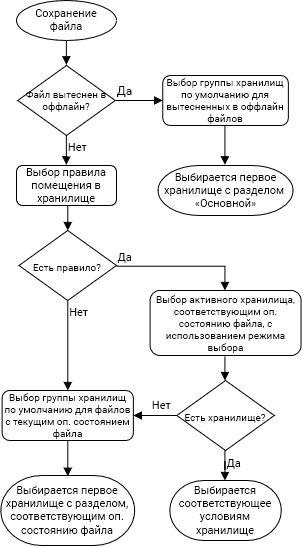 Сохранение
файла
Файл вытеснен в
оффлайн?
Да
Выбор группы хранилищ
по умолчанию для
вытесненных в оффлайн
файлов
Нет
Выбор правила
помещения в
хранилище
Выбирается первое
хранилище с разделом
«Основной»
Есть правило?
Да
Нет
Выбор активного хранилища,
соответствующим оп.
состоянию файла, с
использованием режима
выбора
Выбор группы хранилищ
по умолчанию для файлов
с текущим оп. состоянием
файла
Нет
Есть хранилище?
Да
Выбирается первое
хранилище с разделом,
соответствующим оп.
состоянию файла
Выбирается
соответствующее
условиям
хранилище